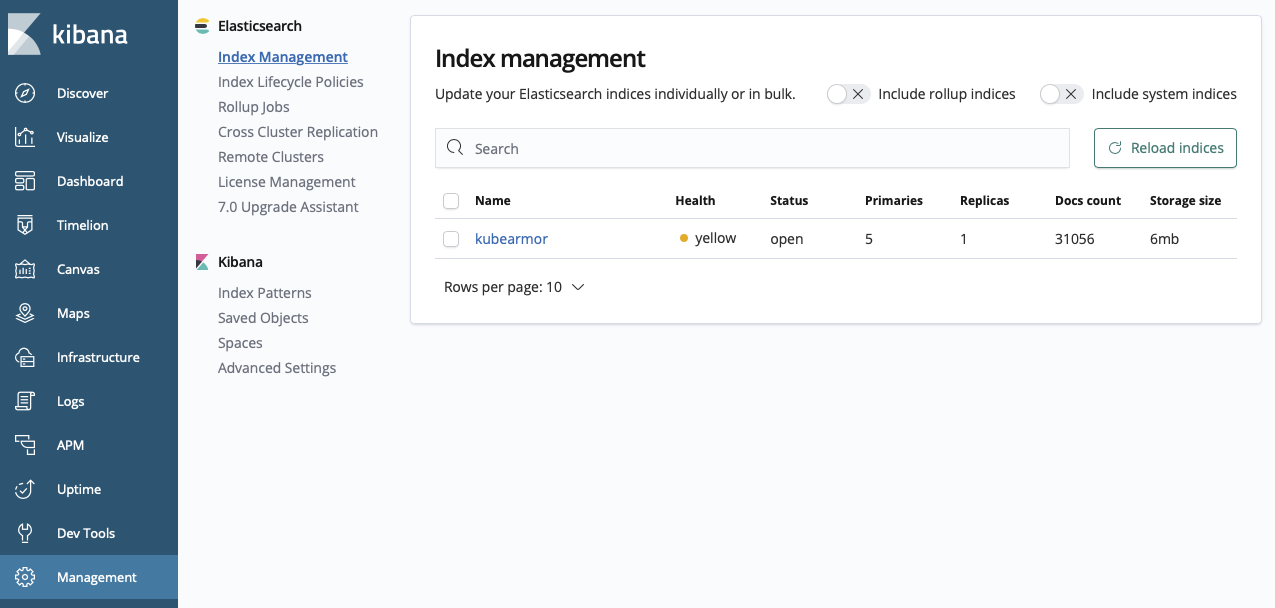 kibana
Discover
Visualize
Dashboard
Timelion
Canvas
Maps
Infrastructure
Logs
APM
Uptime
Dev Tools
Management
Elasticsearch
Index Management
Index Lifecycle Policies
Rollup Jobs
Cross Cluster Replication
Remote Clusters
License Management
7.0 Upgrade Assistant
Kibana
Index Patterns
Saved Objects
Spaces
Advanced Settings
Index management
Update your Elasticsearch indices individually or in bulk. Include rollup indices Include system indices
Search Reload indices
Name Health Status Primaries Replicas Docs count Storage size
kubearmor yellow open 5 1 31056 6mb
Rows per page: 10